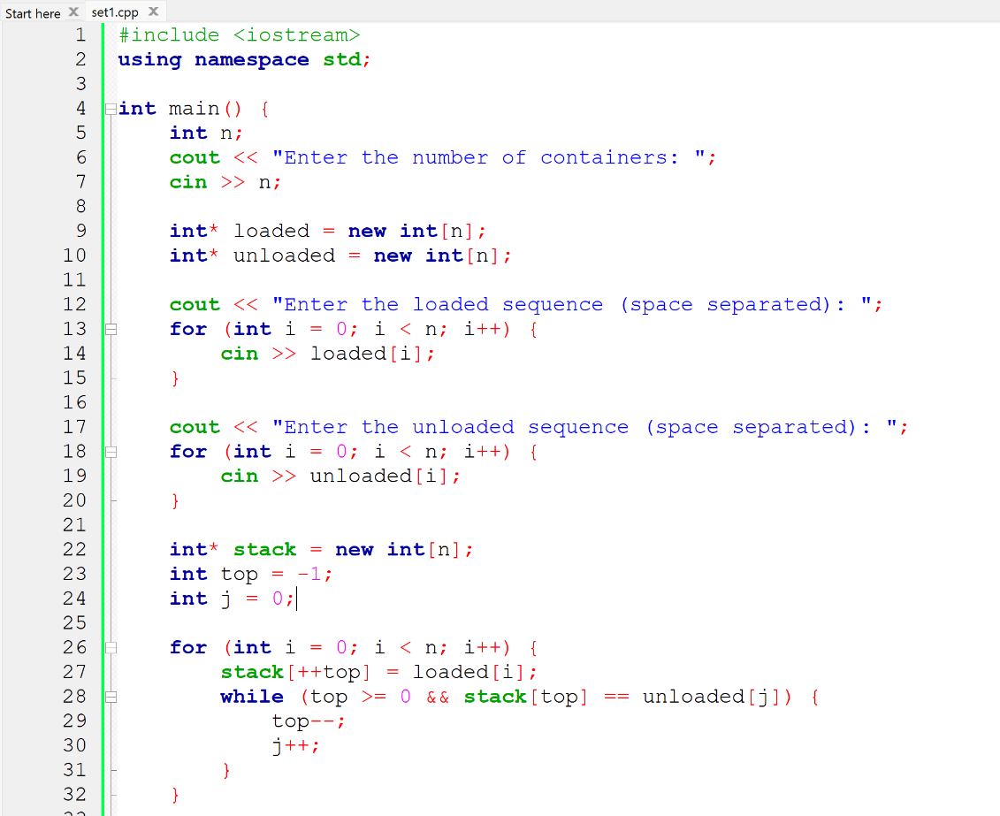 Start here X set1.cpp X
1 #include <iostream>
2 using namespace std;
3
4 int main() {
5     int n;
6     cout << "Enter the number of containers: ";
7     cin >> n;
8
9     int* loaded = new int[n];
10     int* unloaded = new int[n];
11
12     cout << "Enter the loaded sequence (space separated): ";
13     for (int i = 0; i < n; i++) {
14         cin >> loaded[i];
15     }
16
17     cout << "Enter the unloaded sequence (space separated): ";
18     for (int i = 0; i < n; i++) {
19         cin >> unloaded[i];
20     }
21
22     int* stack = new int[n];
23     int top = -1;
24     int j = 0;
25
26     for (int i = 0; i < n; i++) {
27         stack[++top] = loaded[i];
28         while (top >= 0 && stack[top] == unloaded[j]) {
29             top--;
30             j++;
31         }
32     }